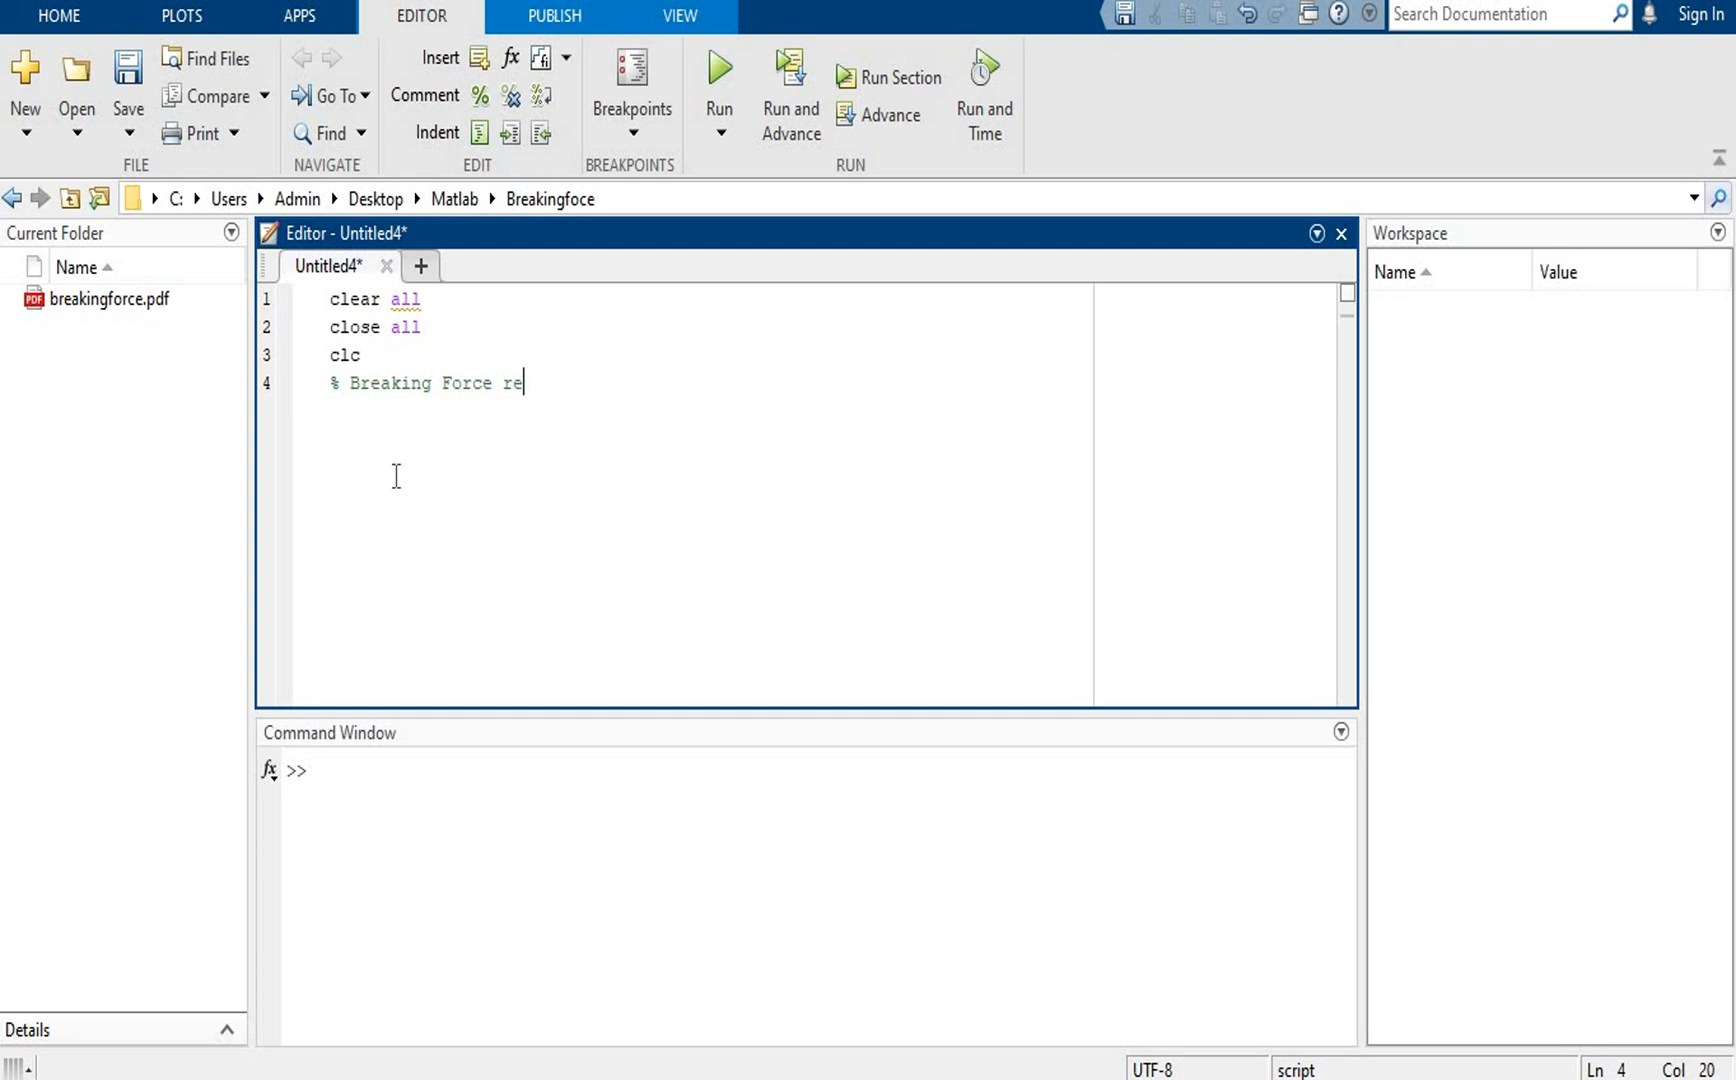 HOME PLOTS APPS EDITOR PUBLISH VIEW Search Documentation Sign In
New Open Save Find Files Compare Print
FILE
Go To Find
NAVIGATE
Insert fx
Comment
Indent
EDIT
Breakpoints
BREAKPOINTS
Run Run and Advance Run Section Advance Run and Time
RUN
C: Users Admin Desktop Matlab Breakingfoce
Current Folder
Name
PDF breakingforce.pdf
Details
Editor - Untitled4*
Untitled4* +
1 clear all
2 close all
3 clc
4 % Breaking Force re
Command Window
fx >>
Workspace
Name Value
UTF-8 script Ln 4 Col 20